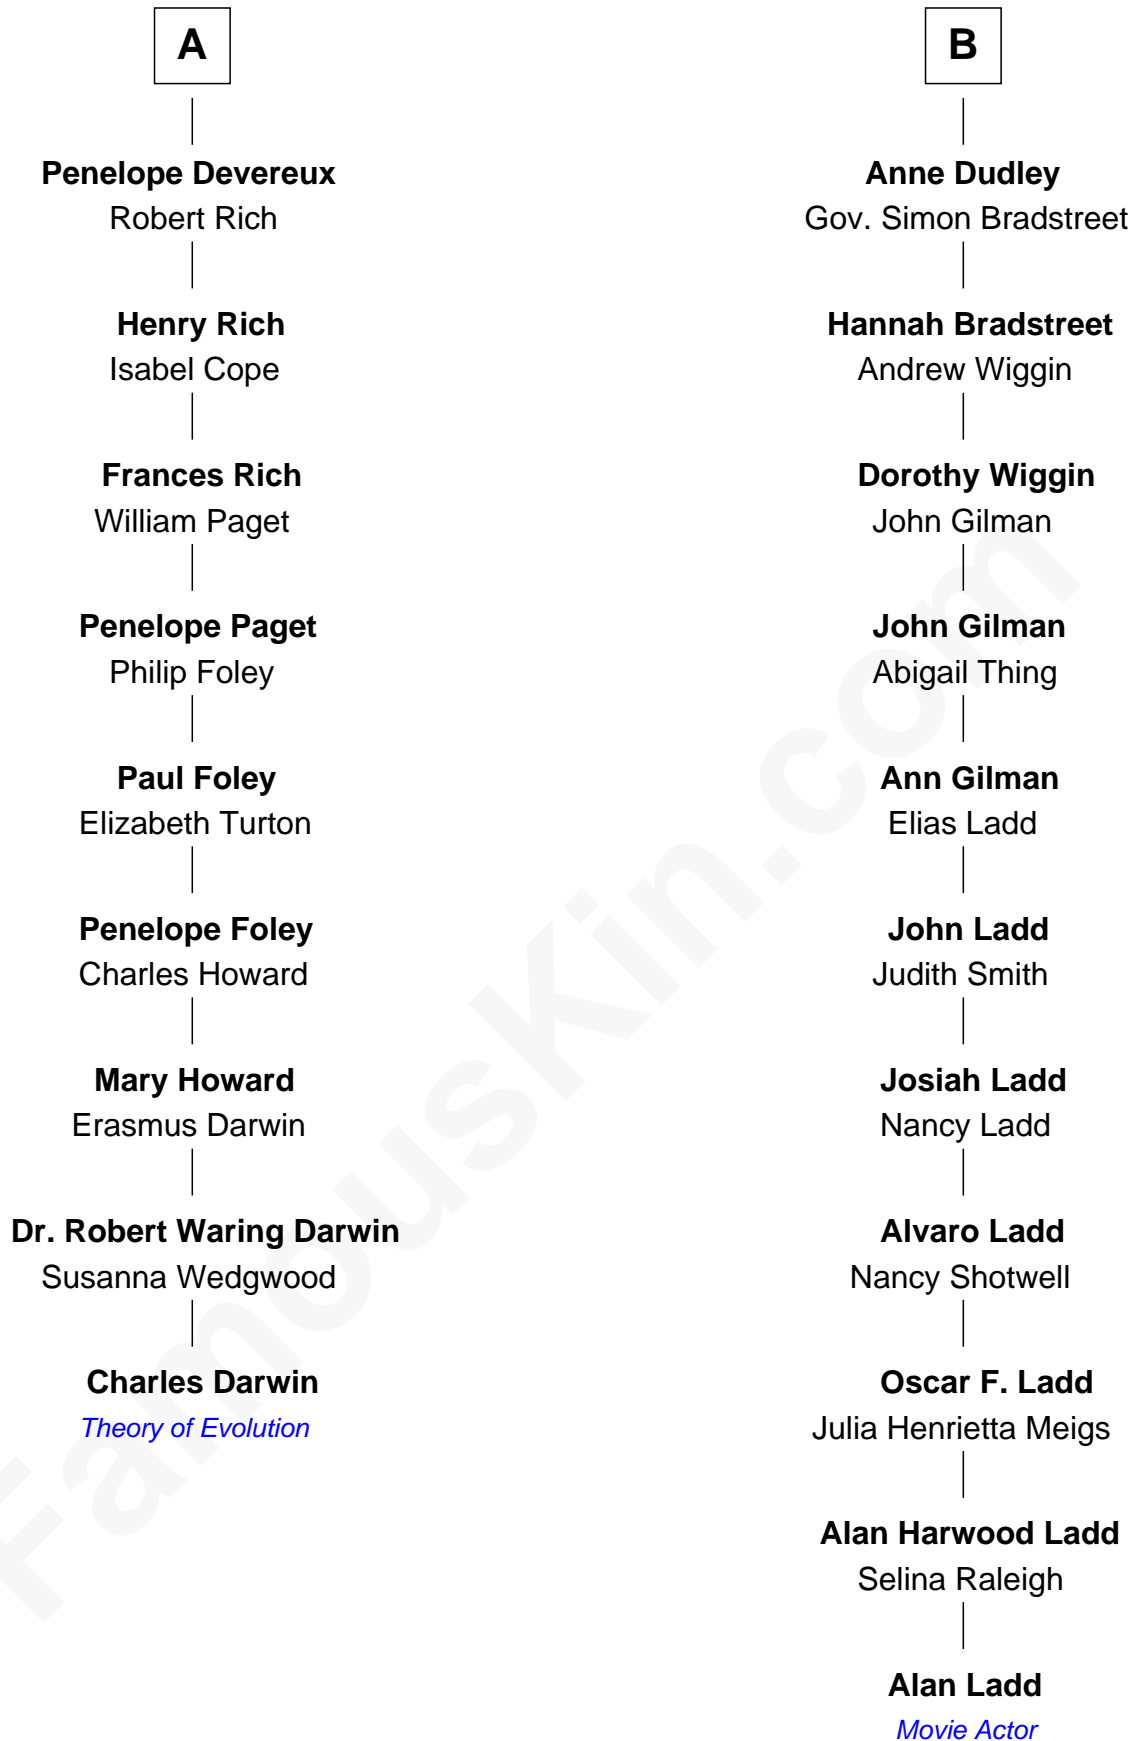 A
Penelope Devereux
Robert Rich
Henry Rich
Isabel Cope
Frances Rich
William Paget
Penelope Paget
Philip Foley
Paul Foley
Elizabeth Turton
Penelope Foley
Charles Howard
Mary Howard
Erasmus Darwin
Dr. Robert Waring Darwin
Susanna Wedgwood
Charles Darwin
Theory of Evolution
B
Anne Dudley
Gov. Simon Bradstreet
Hannah Bradstreet
Andrew Wiggin
Dorothy Wiggin
John Gilman
John Gilman
Abigail Thing
Ann Gilman
Elias Ladd
John Ladd
Judith Smith
Josiah Ladd
Nancy Ladd
Alvaro Ladd
Nancy Shotwell
Oscar F. Ladd
Julia Henrietta Meigs
Alan Harwood Ladd
Selina Raleigh
Alan Ladd
Movie Actor
FamousKin.com